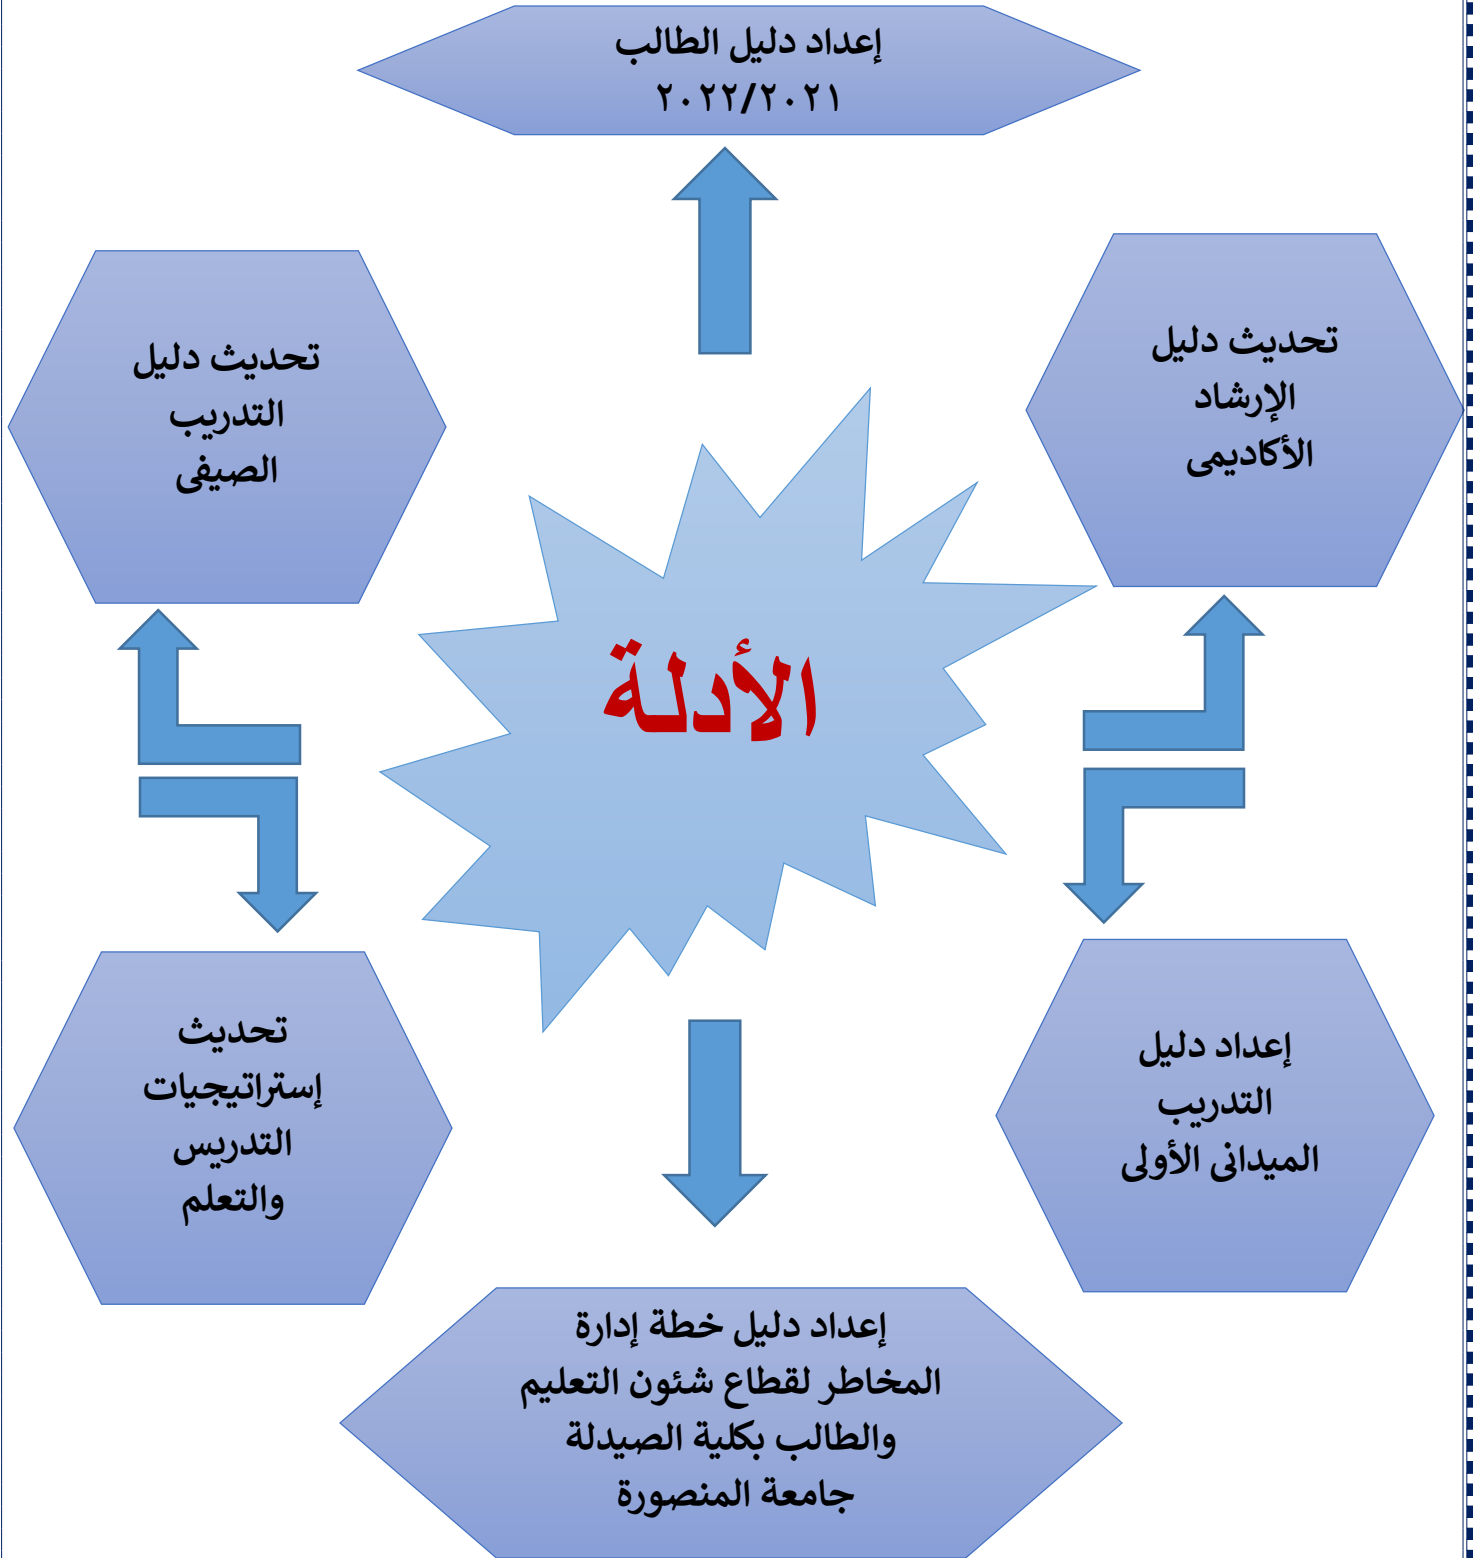 إعداد دليل الطالب
٢٠٢٢/٢٠٢١
تحديث دليل
الإرشاد
الأكاديمى
تحديث دليل
التدريب
الصيفى
الأدلة
إعداد دليل
التدريب
الميدانى الأولى
تحديث
إستراتيجيات
التدريس
والتعلم
إعداد دليل خطة إدارة
المخاطر لقطاع شئون التعليم
والطالب بكلية الصيدلة
جامعة المنصورة